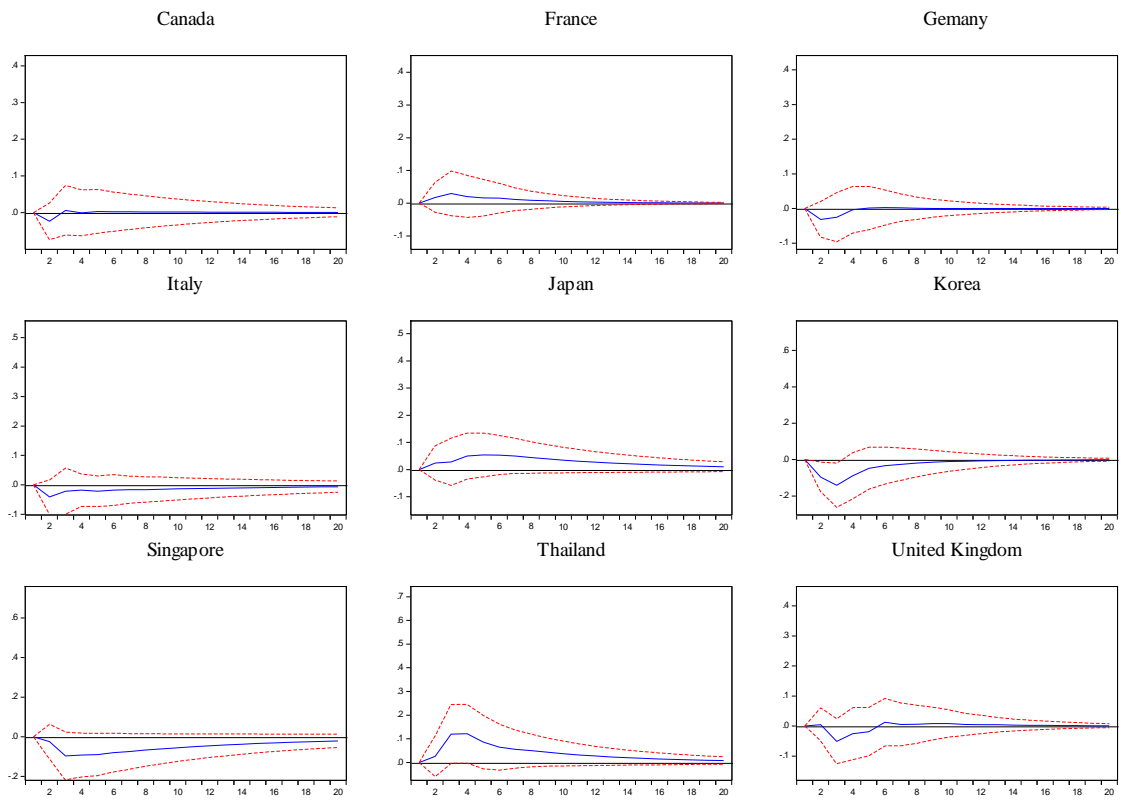 Canada France Gemany
.4 .3 .2 .1 .0
2 4 6 8 10 12 14 16 18 20
.4 .3 .2 .1 .0 -.1
2 4 6 8 10 12 14 16 18 20
.4 .3 .2 .1 .0 -.1
2 4 6 8 10 12 14 16 18 20
Italy Japan Korea
.5 .4 .3 .2 .1 .0 -.1
2 4 6 8 10 12 14 16 18 20
.5 .4 .3 .2 .1 .0 -.1
2 4 6 8 10 12 14 16 18 20
.6 .4 .2 .0 -.2
2 4 6 8 10 12 14 16 18 20
Singapore Thailand United Kingdom
.6 .4 .2 .0 -.2
2 4 6 8 10 12 14 16 18 20
.7 .6 .5 .4 .3 .2 .1 .0
2 4 6 8 10 12 14 16 18 20
.4 .3 .2 .1 .0 -.1
2 4 6 8 10 12 14 16 18 20